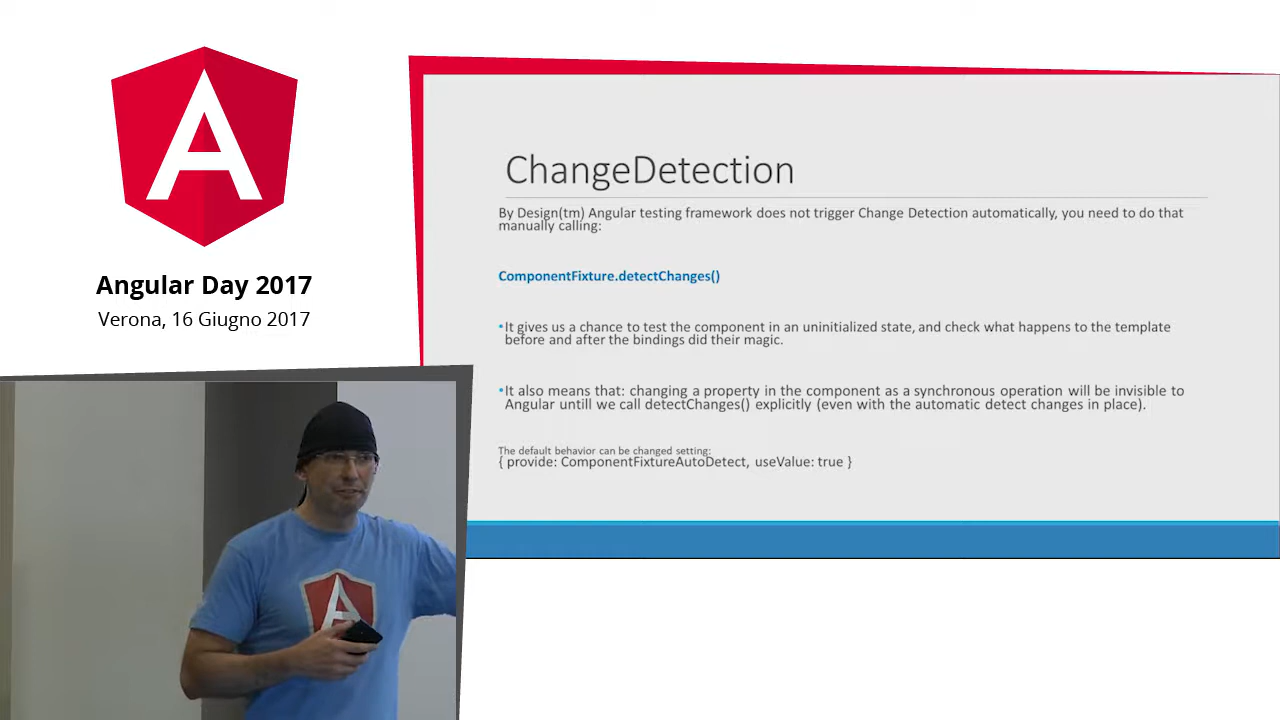 Angular Day 2017
Verona, 16 Giugno 2017
ChangeDetection
By Design(tm) Angular testing framework does not trigger Change Detection automatically, you need to do that
manually calling:
ComponentFixture.detectChanges()
•It gives us a chance to test the component in an uninitialized state, and check what happens to the template
before and after the bindings did their magic.
•It also means that: changing a property in the component as a synchronous operation will be invisible to
Angular untill we call detectChanges() explicitly (even with the automatic detect changes in place).
The default behavior can be changed setting:
{ provide: ComponentFixtureAutoDetect, useValue: true }